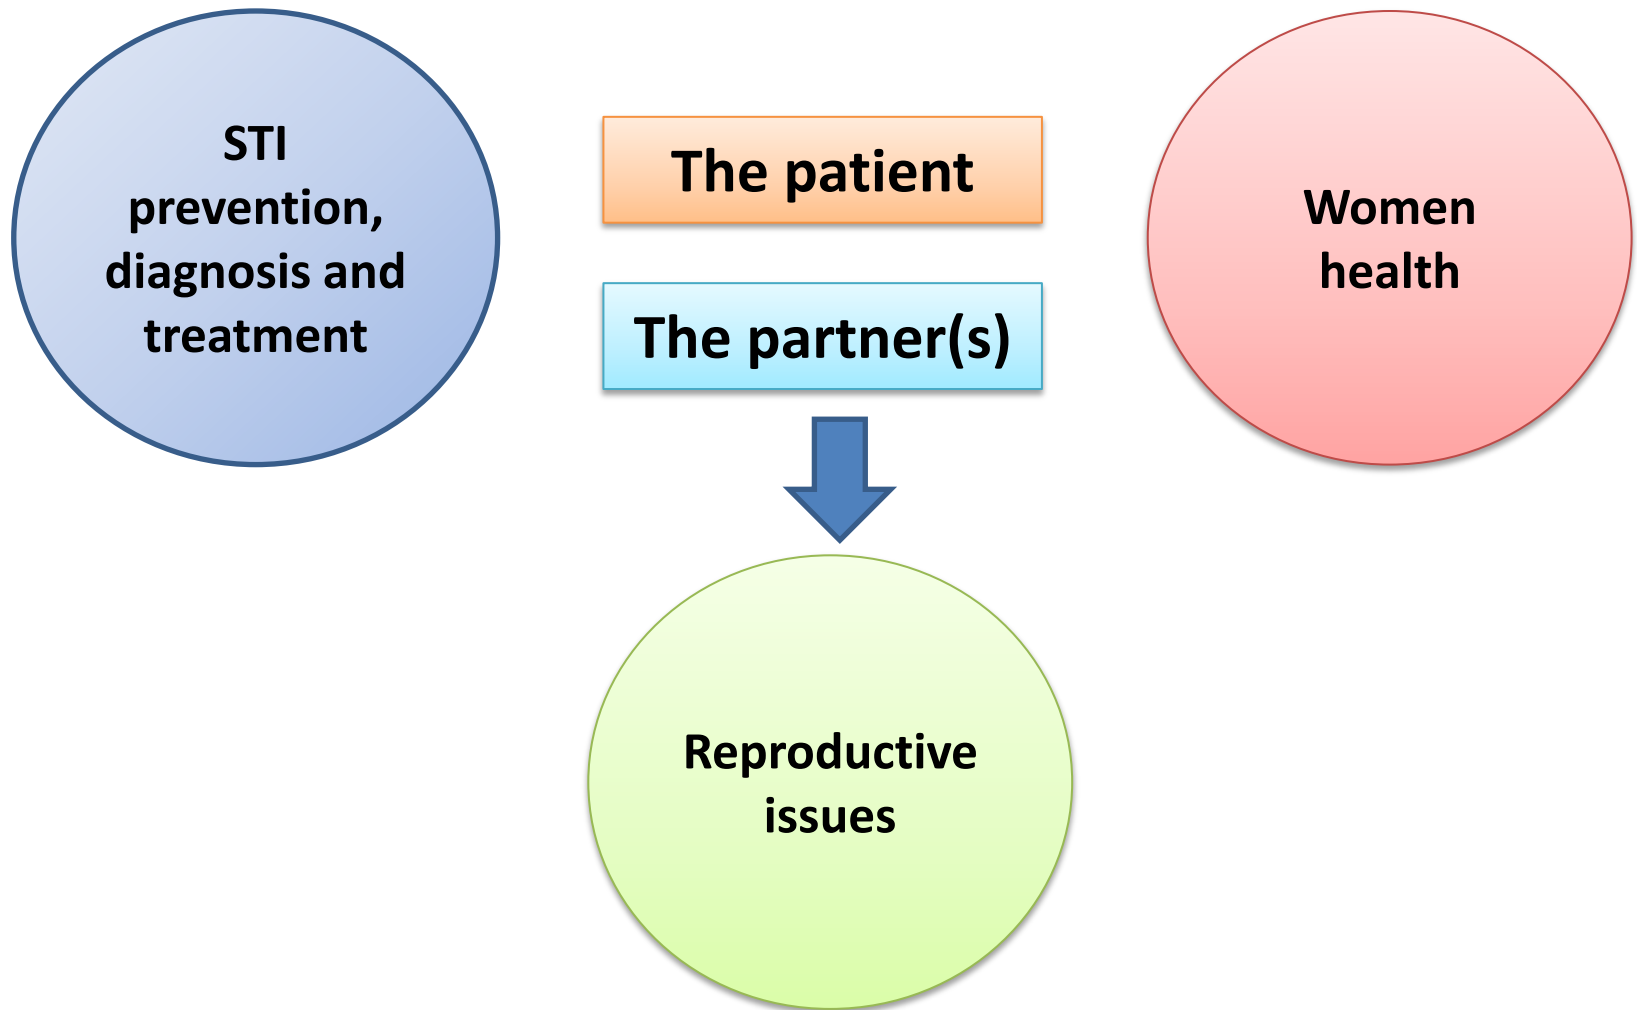 STI
prevention,
diagnosis and
treatment
The patient
The partner(s)
Women
health
Reproductive
issues